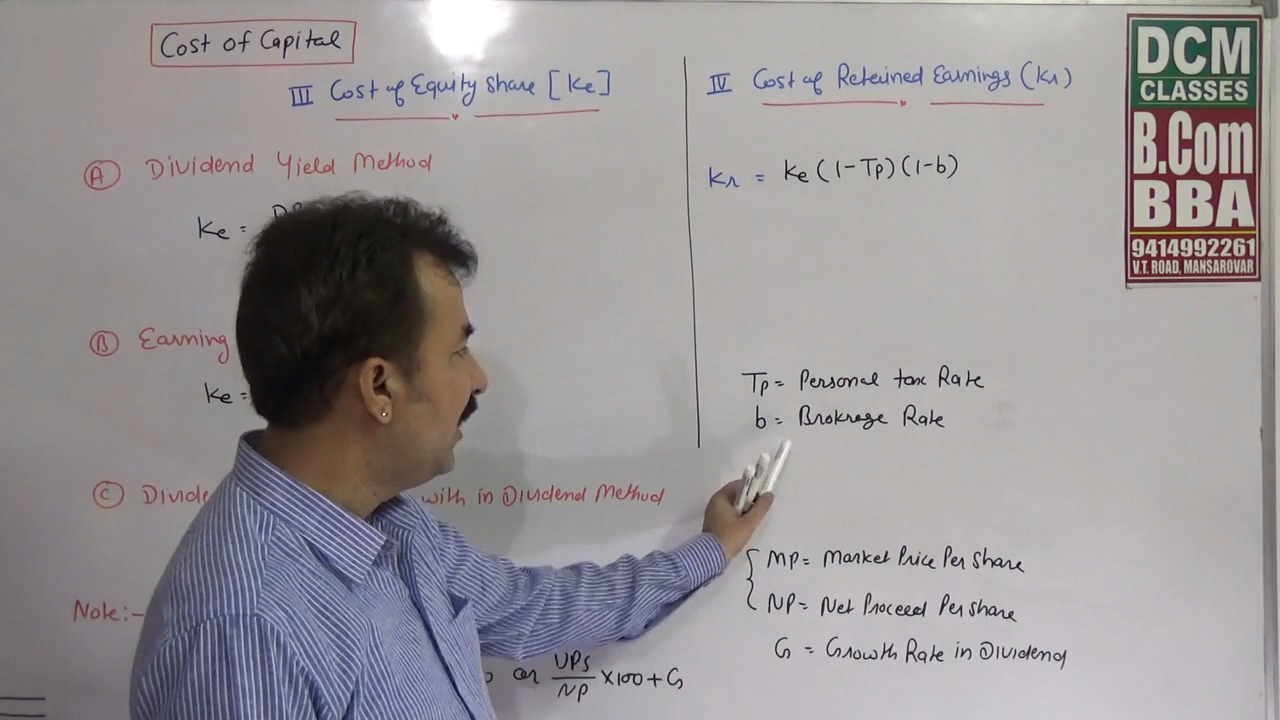 Cost of Capital
III Cost of Equity Share [Ke]
A Dividend Yield Method
Ke =
B Earning
Ke =
C with in Dividend Method
Note:-
or DPS/NP ×100+G
IV Cost of Retained Earnings (Kr)
Kr = Ke (1-Tp)(1-b)
Tp = Personal tax Rate
b = Brokrage Rate
MP = Market Price Per Share
NP = Net Proceed Per share
G = Growth Rate in Dividend
DCM
CLASSES
B.Com
BBA
9414992261
V.T. ROAD, MANSAROVAR